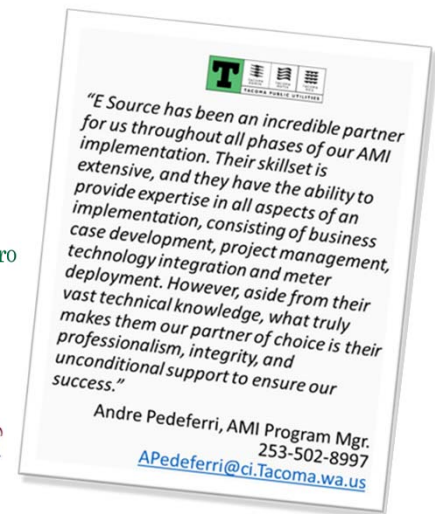 T
TACOMA PUBLIC UTILITIES
“E Source has been an incredible partner
for us throughout all phases of our AMI
implementation. Their skillset is
extensive, and they have the ability to
provide expertise in all aspects of an
implementation, consisting of business
case development, project management,
technology integration and meter
deployment. However, aside from their
vast technical knowledge, what truly
makes them our partner of choice is their
professionalism, integrity, and
unconditional support to ensure our
success.”
Andre Pedeferri, AMI Program Mgr.
253-502-8997
APedeferri@ci.Tacoma.wa.us
ro